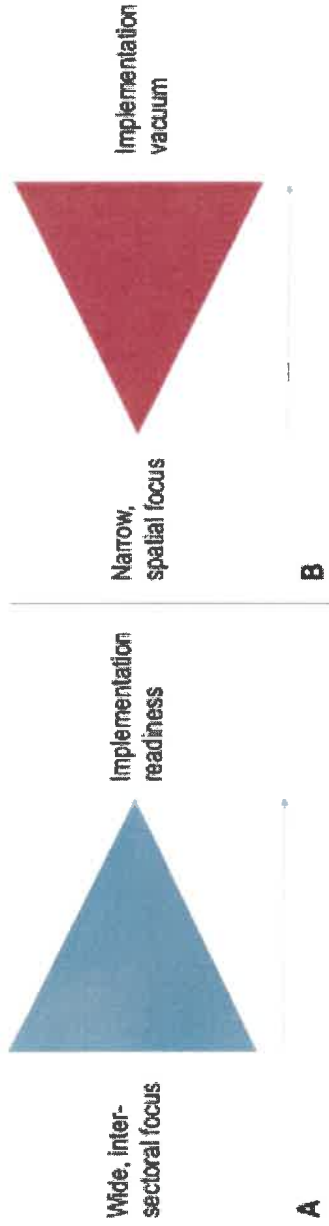 Wide, inter-
sectoral focus
Implementation
readiness
A
Narrow,
spatial focus
Implementation
vacuum
B